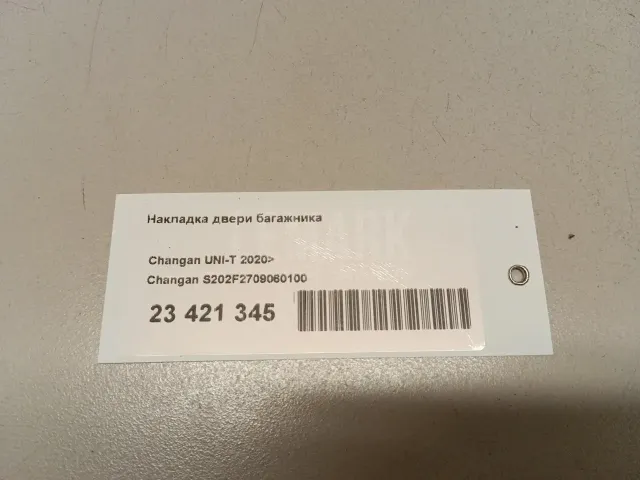 Накладка двери багажника
Changan UNI-T 2020>
Changan S202F2709060100
23 421 345